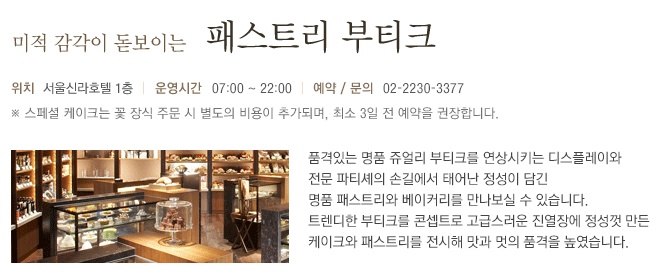 미적 감각이 돋보이는 패스트리 부티크
위치 서울신라호텔 1층 | 운영시간 07:00 ~ 22:00 | 예약 / 문의 02-2230-3377
※ 스페셜 케이크는 꽃 장식 주문 시 별도의 비용이 추가되며, 최소 3일 전 예약을 권장합니다.
품격있는 명품 쥬얼리 부티크를 연상시키는 디스플레이와
전문 파티셰의 손길에서 태어난 정성이 담긴
명품 패스트리와 베이커리를 만나보실 수 있습니다.
트렌디한 부티크를 콘셉트로 고급스러운 진열장에 정성껏 만든
케이크와 패스트리를 전시해 맛과 멋의 품격을 높였습니다.